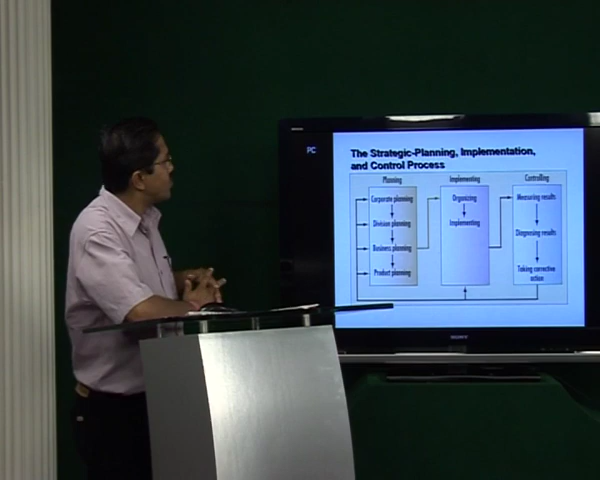 PC
The Strategic-Planning, Implementation,
and Control Process
Planning
Implementing
Controlling
Corporate planning
Organizing
Measuring results
Division planning
Implementing
Diagnosing results
Business planning
Product planning
Taking corrective
action
SONY